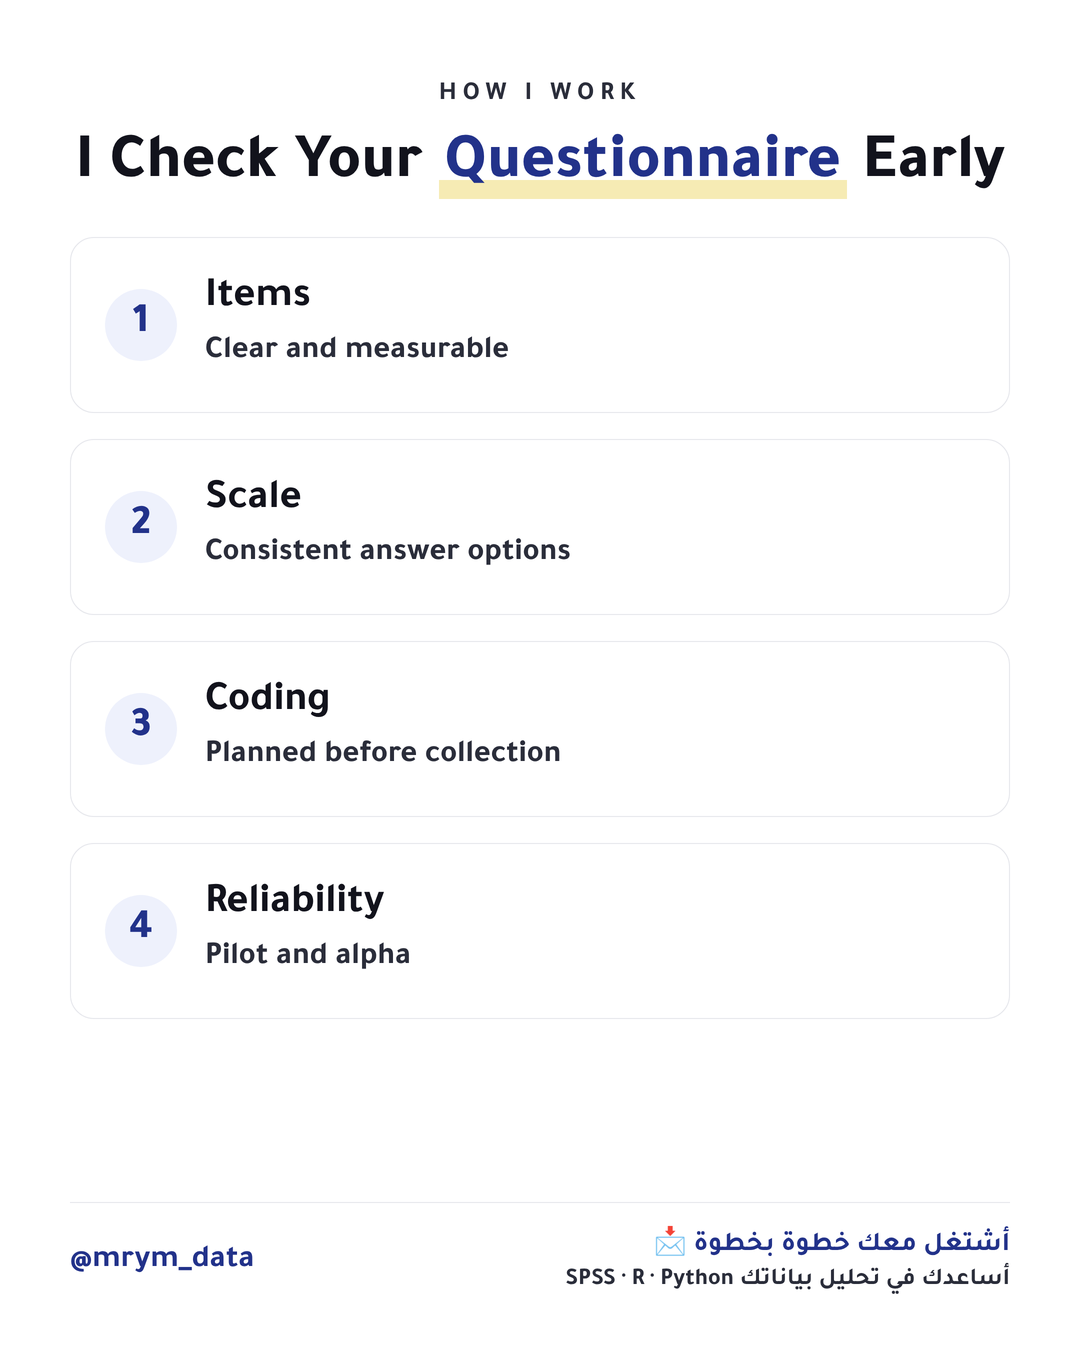 HOW I WORK
I Check Your Questionnaire Early
1
Items
Clear and measurable
2
Scale
Consistent answer options
3
Coding
Planned before collection
4
Reliability
Pilot and alpha
@mrym_data
أشتغل معك خطوة بخطوة 📩
أساعدك في تحليل بياناتك SPSS · R · Python